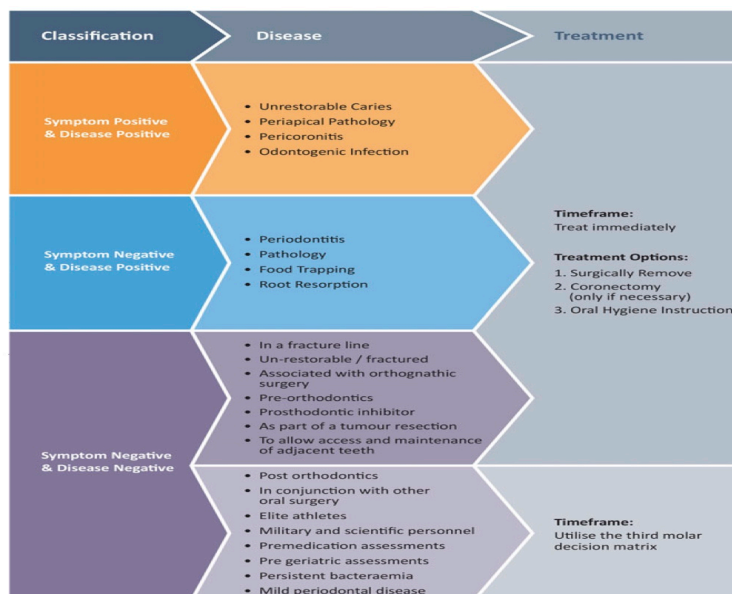 Classification
Disease
Treatment
Symptom Positive
& Disease Positive
• Unrestorable Caries
• Periapical Pathology
• Pericoronitis
• Odontogenic Infection
Symptom Negative
& Disease Positive
• Periodontitis
• Pathology
• Food Trapping
• Root Resorption
Timeframe:
Treat immediately
Treatment Options:
1. Surgically Remove
2. Coronectomy
(only if necessary)
3. Oral Hygiene Instruction
Symptom Negative
& Disease Negative
• In a fracture line
• Un-restorable / fractured
• Associated with orthognathic
surgery
• Pre-orthodontics
• Prosthodontic inhibitor
• As part of a tumour resection
• To allow access and maintenance
of adjacent teeth
• Post orthodontics
• In conjunction with other
oral surgery
• Elite athletes
• Military and scientific personnel
• Premedication assessments
• Pre geriatric assessments
• Persistent bacteraemia
• Mild periodontal disease
Timeframe:
Utilise the third molar
decision matrix